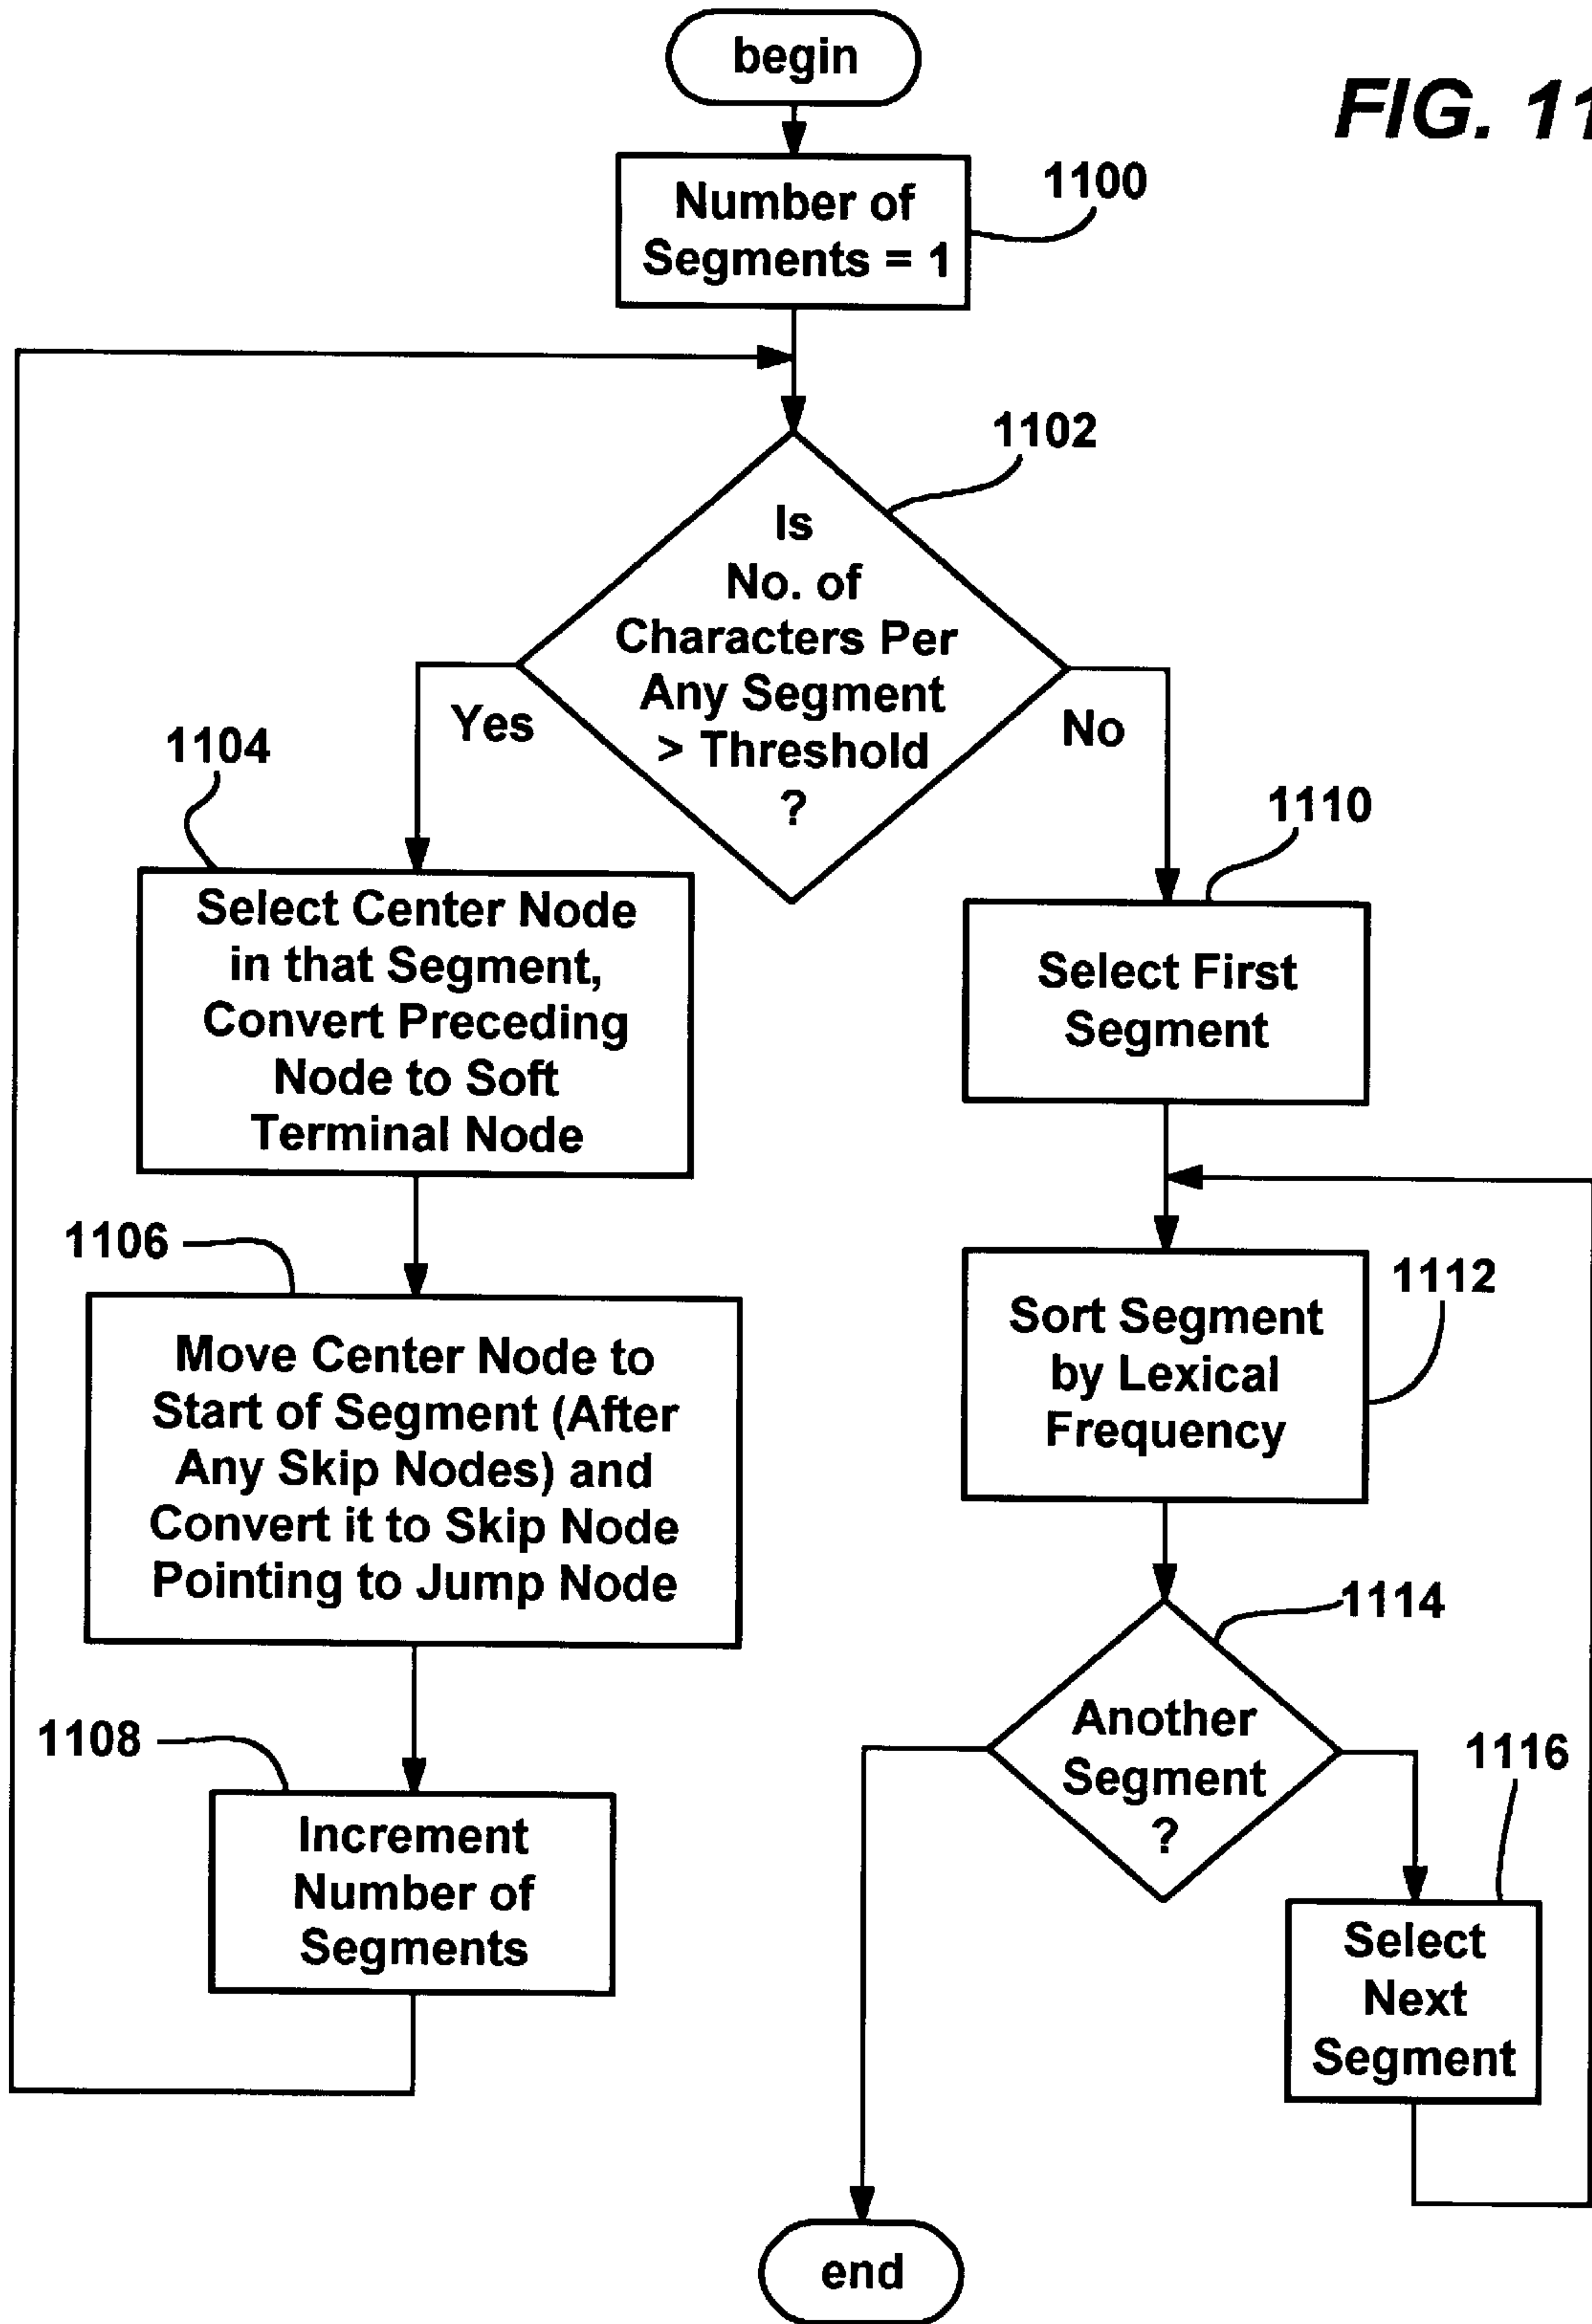 begin
FIG. 11
Number of
Segments = 1
1100
1102
Is
No. of
Characters Per
Any Segment
> Threshold
?
Yes
No
1104
Select Center Node
in that Segment,
Convert Preceding
Node to Soft
Terminal Node
1110
Select First
Segment
1106
Move Center Node to
Start of Segment (After
Any Skip Nodes) and
Convert it to Skip Node
Pointing to Jump Node
1112
Sort Segment
by Lexical
Frequency
1108
Increment
Number of
Segments
1114
Another
Segment
?
1116
Select
Next
Segment
end